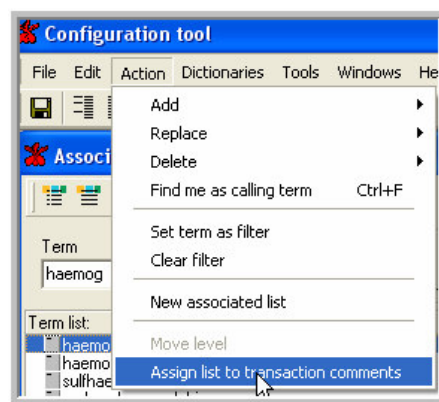 Configuration tool
File Edit Action Dictionaries Tools Windows He
Add
Replace
Delete
Associ
Find me as calling term Ctrl+F
Set term as filter
Term
Clear filter
haemog
New associated list
Term list:
Move level
haemo
haemo
Assign list to transaction comments
sulfhae